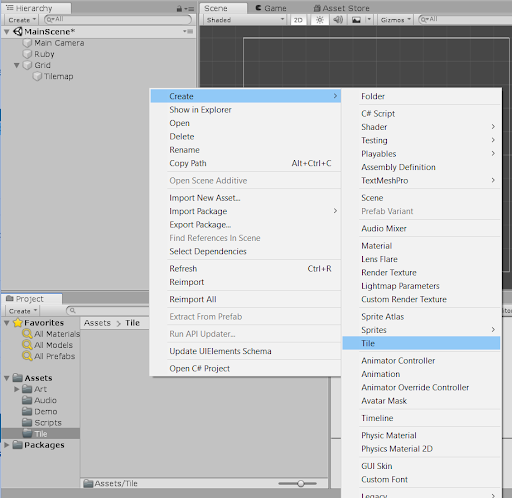 Hierarchy
Create
All
MainScene*
Main Camera
Ruby
Grid
Tilemap
Scene
Game
Asset Store
Shaded
2D
Gizmos
All
Create
Show in Explorer
Open
Delete
Rename
Copy Path Alt+Ctrl+C
Open Scene Additive
Import New Asset...
Import Package
Export Package...
Find References In Scene
Select Dependencies
Refresh Ctrl+R
Reimport
Reimport All
Extract From Prefab
Run API Updater...
Update UIElements Schema
Open C# Project
Folder
C# Script
Shader
Testing
Playables
Assembly Definition
TextMeshPro
Scene
Prefab Variant
Audio Mixer
Material
Lens Flare
Render Texture
Lightmap Parameters
Custom Render Texture
Sprite Atlas
Sprites
Tile
Animator Controller
Animation
Animator Override Controller
Avatar Mask
Timeline
Physic Material
Physics Material 2D
GUI Skin
Custom Font
Legacy
Project
Create
Favorites
All Materials
All Models
All Prefabs
Assets
Art
Audio
Demo
Scripts
Tile
Packages
Assets > Tile
Assets/Tile